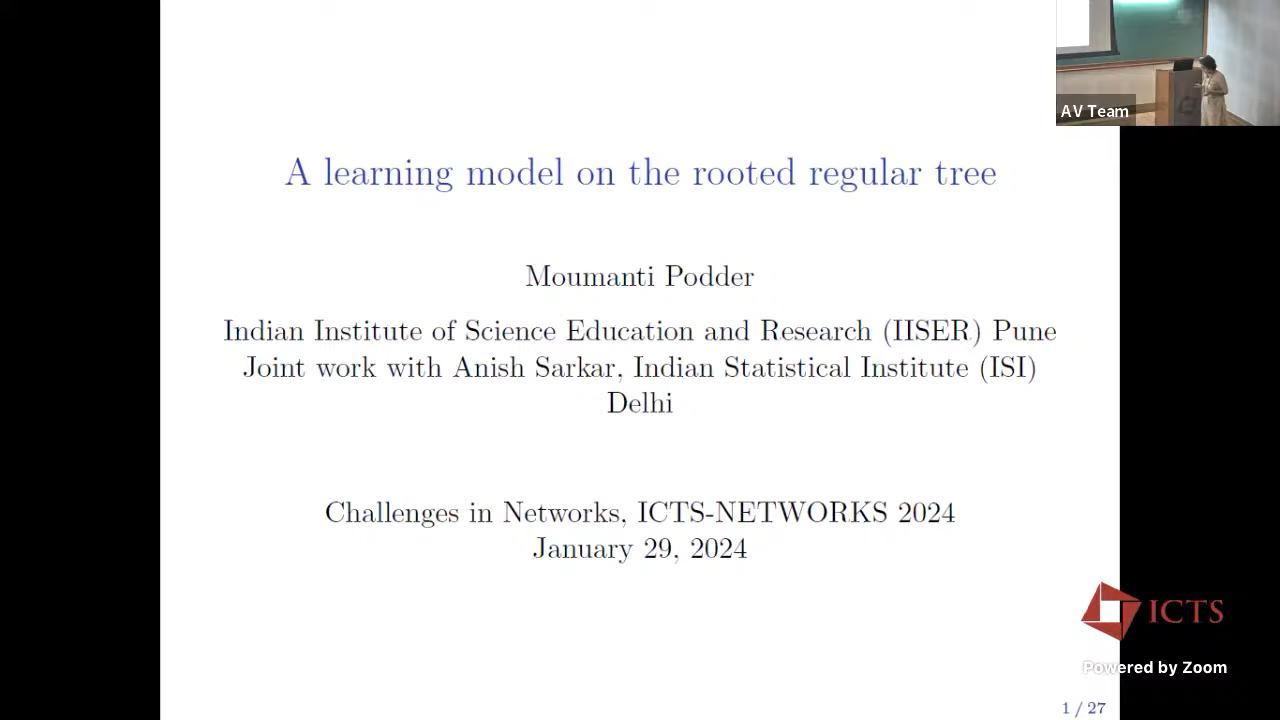 AV Team
A learning model on the rooted regular tree
Moumanti Podder
Indian Institute of Science Education and Research (IISER) Pune
Joint work with Anish Sarkar, Indian Statistical Institute (ISI)
Delhi
Challenges in Networks, ICTS-NETWORKS 2024
January 29, 2024
ICTS
Powered by Zoom
1 / 27